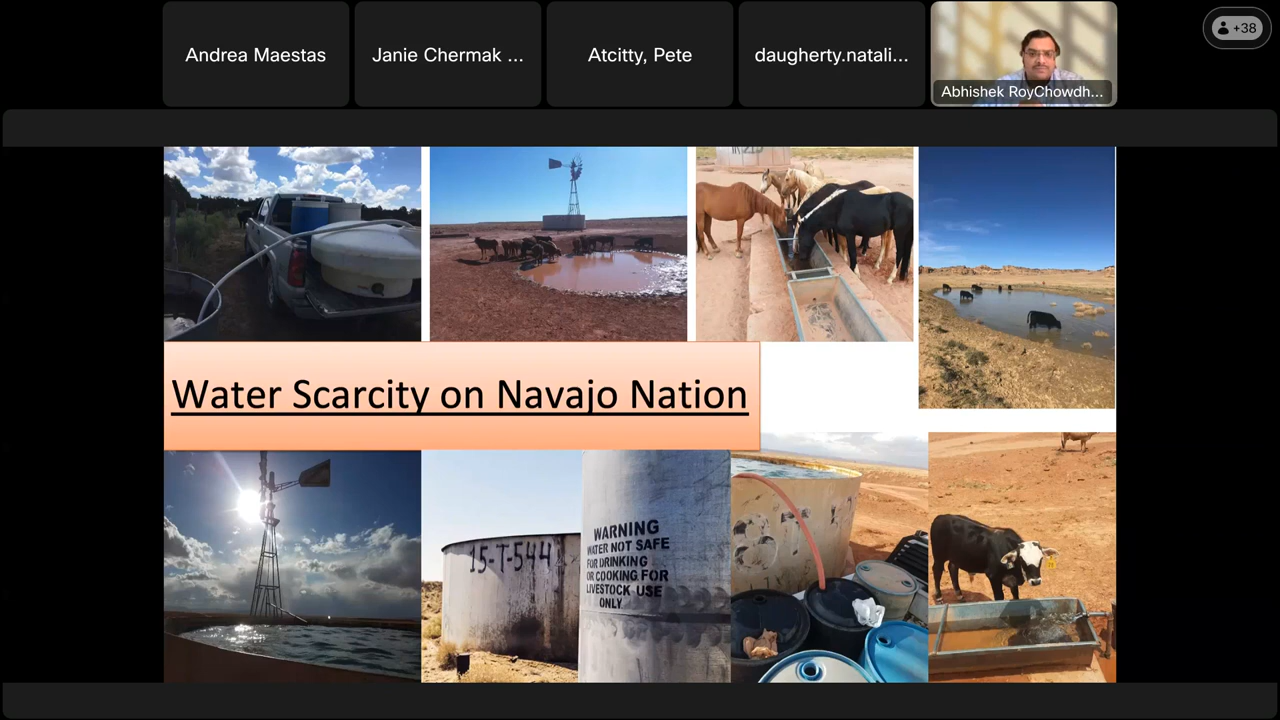 Andrea Maestas
Janie Chermak ...
Atcitty, Pete
daugherty.natali...
Abhishek RoyChowdh...
+38
Water Scarcity on Navajo Nation
15-T-544
WARNING
WATER NOT SAFE
FOR DRINKING
OR COOKING FOR
LIVESTOCK USE
ONLY